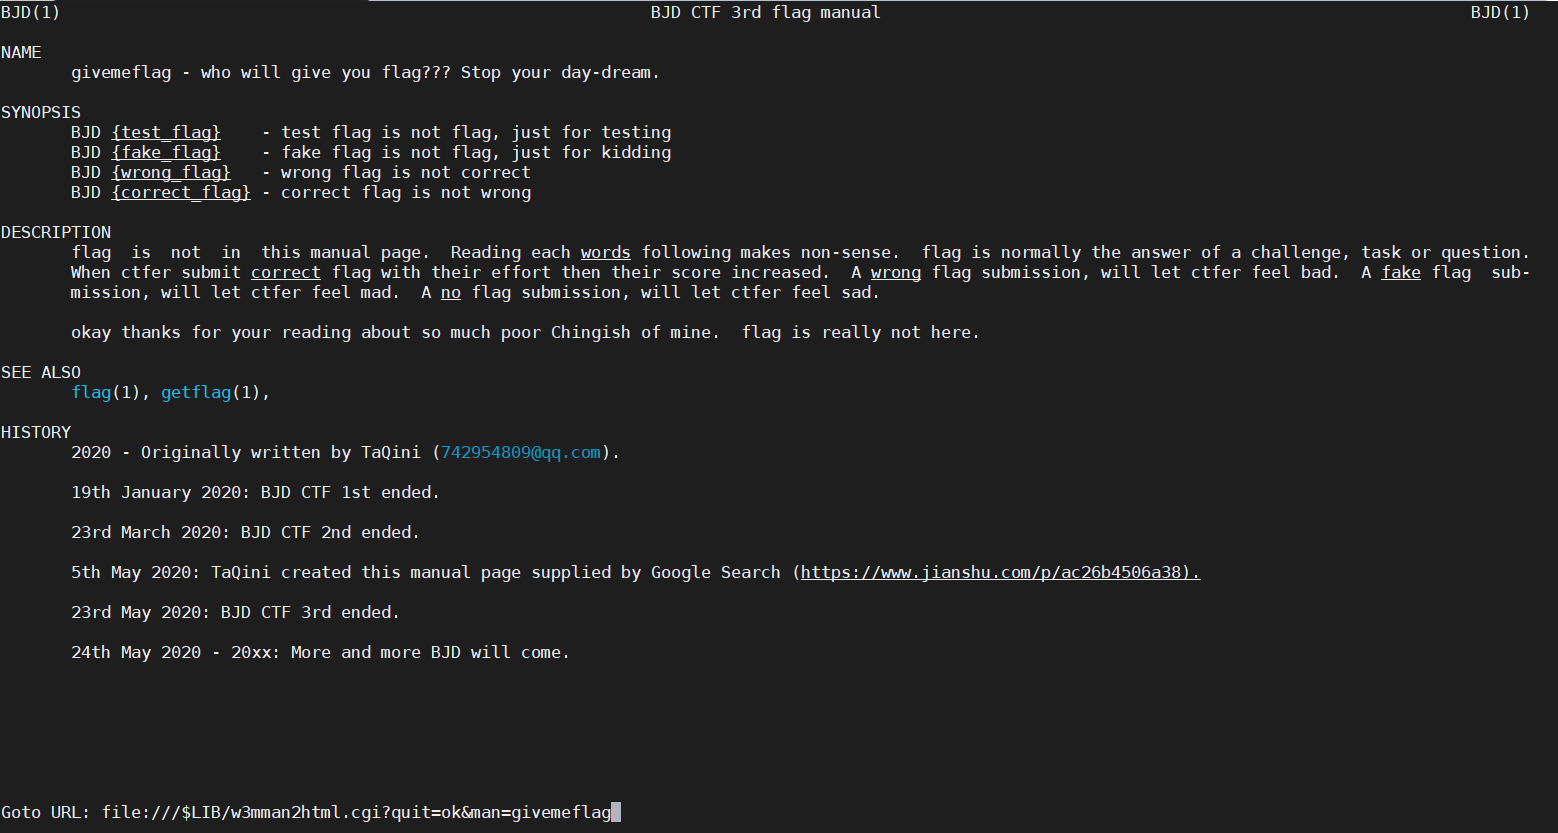 BJD(1) BJD CTF 3rd flag manual BJD(1)
NAME
givemeflag - who will give you flag??? Stop your day-dream.
SYNOPSIS
BJD {test_flag} - test flag is not flag, just for testing
BJD {fake_flag} - fake flag is not flag, just for kidding
BJD {wrong_flag} - wrong flag is not correct
BJD {correct_flag} - correct flag is not wrong
DESCRIPTION
flag is not in this manual page. Reading each words following makes non-sense. flag is normally the answer of a challenge, task or question.
When ctfer submit correct flag with their effort then their score increased. A wrong flag submission, will let ctfer feel bad. A fake flag sub-
mission, will let ctfer feel mad. A no flag submission, will let ctfer feel sad.
okay thanks for your reading about so much poor Chingish of mine. flag is really not here.
SEE ALSO
flag(1), getflag(1),
HISTORY
2020 - Originally written by TaQini (742954809@qq.com).
19th January 2020: BJD CTF 1st ended.
23rd March 2020: BJD CTF 2nd ended.
5th May 2020: TaQini created this manual page supplied by Google Search (https://www.jianshu.com/p/ac26b4506a38).
23rd May 2020: BJD CTF 3rd ended.
24th May 2020 - 20xx: More and more BJD will come.
Goto URL: file:///$LIB/w3mman2html.cgi?quit=ok&man=givemeflag